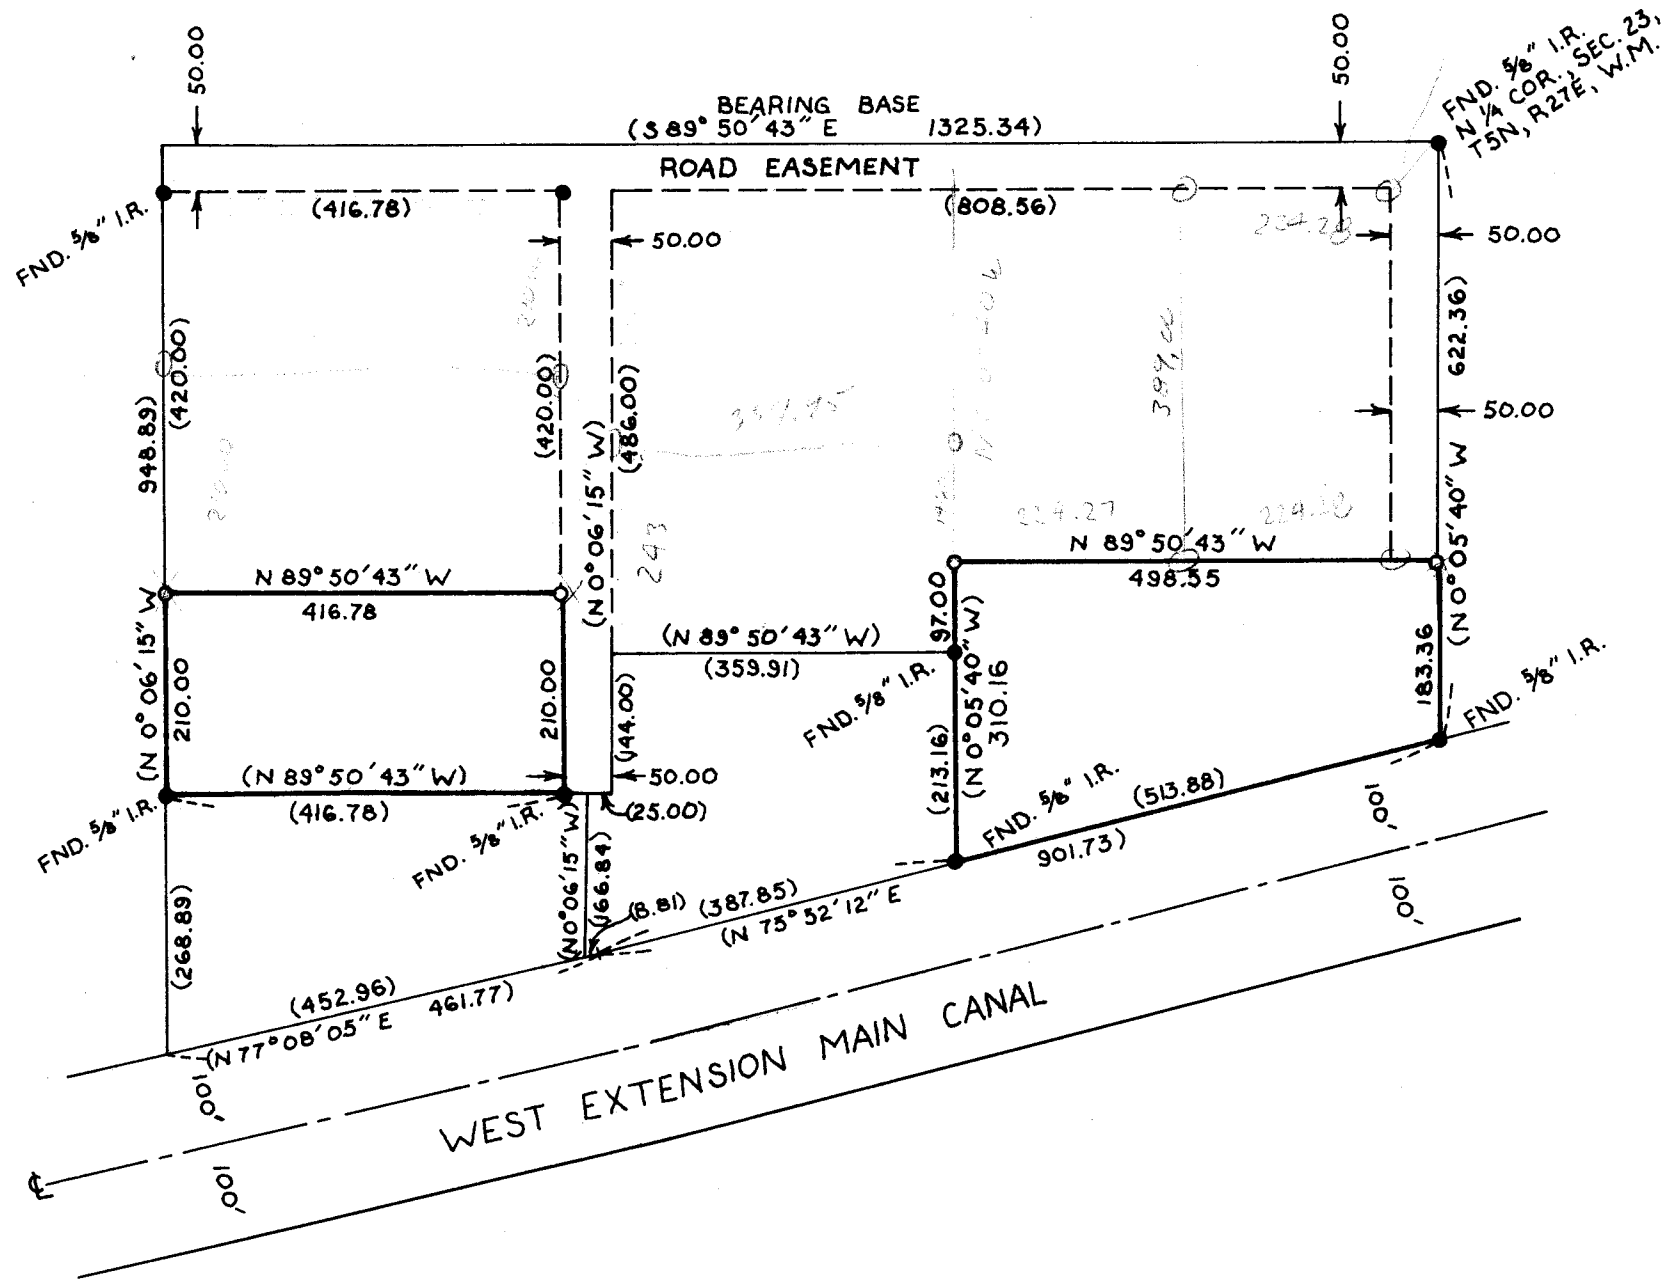 50.00
50.00
FND. 5/8" I.R.
N 1/4 COR., SEC. 23,
T5N, R27E, W.M.
BEARING BASE
(S 89° 50' 43" E 1325.34)
ROAD EASEMENT
(416.78)
(808.56)
FND. 5/8" I.R.
50.00
50.00
(420.00)
948.89
(420.00)
(N 0° 06' 15" W)
(486.00)
243
397.00
622.36
50.00
(N 0° 05' 40" W)
224.27
N 89° 50' 43" W
498.55
N 89° 50' 43" W
416.78
(N 0° 06' 15" W)
210.00
210.00
(N 89° 50' 43" W)
(359.91)
97.00
(N 0° 05' 40" W)
310.16
183.36
FND. 5/8" I.R.
FND. 5/8" I.R.
(144.00)
(213.16)
(N 89° 50' 43" W)
(416.78)
50.00
(25.00)
FND. 5/8" I.R.
FND. 5/8" I.R.
FND. 5/8" I.R.
(513.88)
901.73)
100'
100'
(268.89)
(N 0° 06' 15" W)
(166.84)
(8.81)
(387.85)
(N 75° 52' 12" E
(452.96)
461.77)
(N 77° 08' 05" E
100'
100'
WEST EXTENSION MAIN CANAL
℄